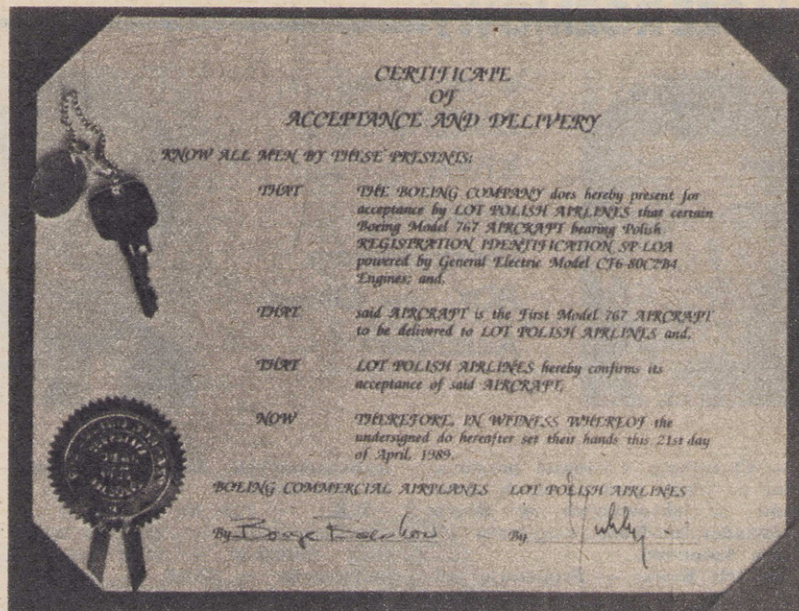 CERTIFICATE
OF
ACCEPTANCE AND DELIVERY
KNOW ALL MEN BY THESE PRESENTS:
THAT THE BOEING COMPANY does hereby present for
acceptance by LOT POLISH AIRLINES that certain
Boeing Model 767 AIRCRAFT bearing Polish
REGISTRATION IDENTIFICATION SP-LOA
powered by General Electric Model CF6-80C2B4
Engines; and,
THAT said AIRCRAFT is the First Model 767 AIRCRAFT
to be delivered to LOT POLISH AIRLINES and,
THAT LOT POLISH AIRLINES hereby confirms its
acceptance of said AIRCRAFT,
NOW THEREFORE, IN WITNESS WHEREOF the
undersigned do hereafter set their hands this 21st day
of April, 1989.
BOEING COMMERCIAL AIRPLANES LOT POLISH AIRLINES
By By